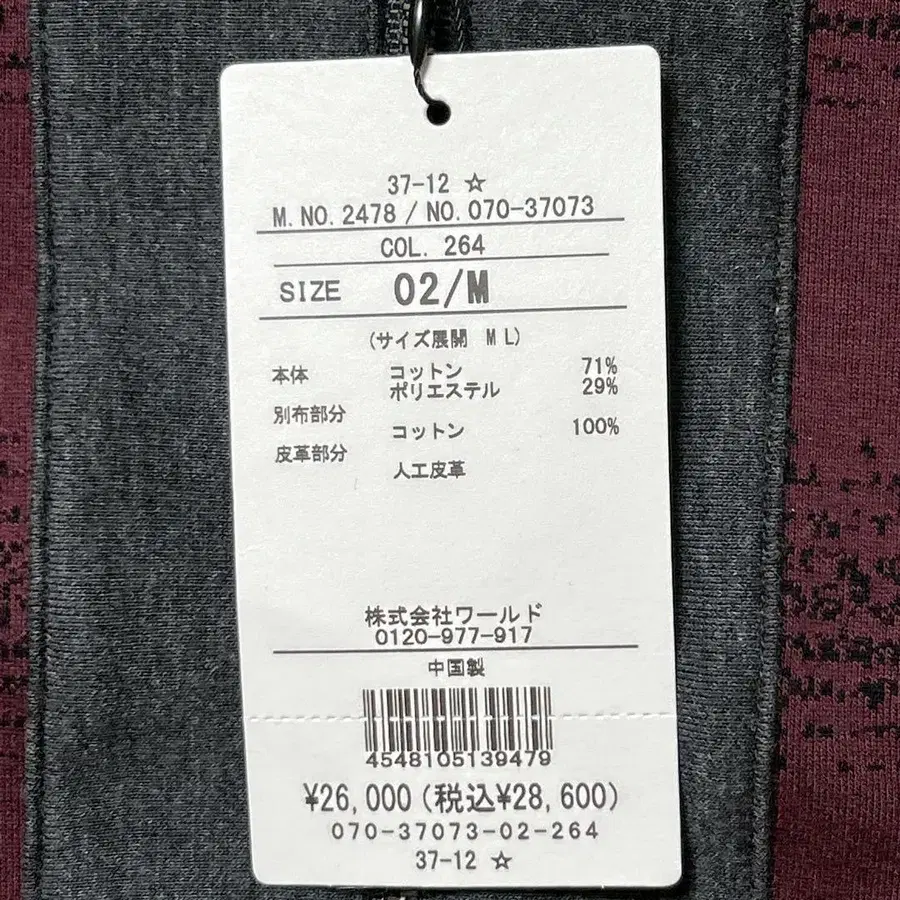 37-12 ☆
M.NO.2478 / NO.070-37073
COL. 264
SIZE 02/M
(サイズ展開 M L)
本体 コットン 71%
ポリエステル 29%
別布部分
コットン 100%
皮革部分
人工皮革
株式会社ワールド
0120-977-917
中国製
4548105139479
¥26,000(税込¥28,600)
070-37073-02-264
37-12 ☆